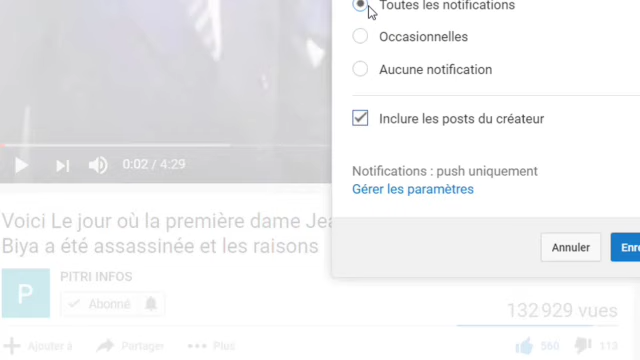 Toutes les notifications
Occasionnelles
Aucune notification
Inclure les posts du créateur
Notifications : push uniquement
Gérer les paramètres
Annuler
Enre
0:02 / 4:29
Voici Le jour où la première dame Jea
Biya a été assassinée et les raisons
P
PITRI INFOS
Abonné
132 929 vues
Ajouter à
Partager
Plus
560
113